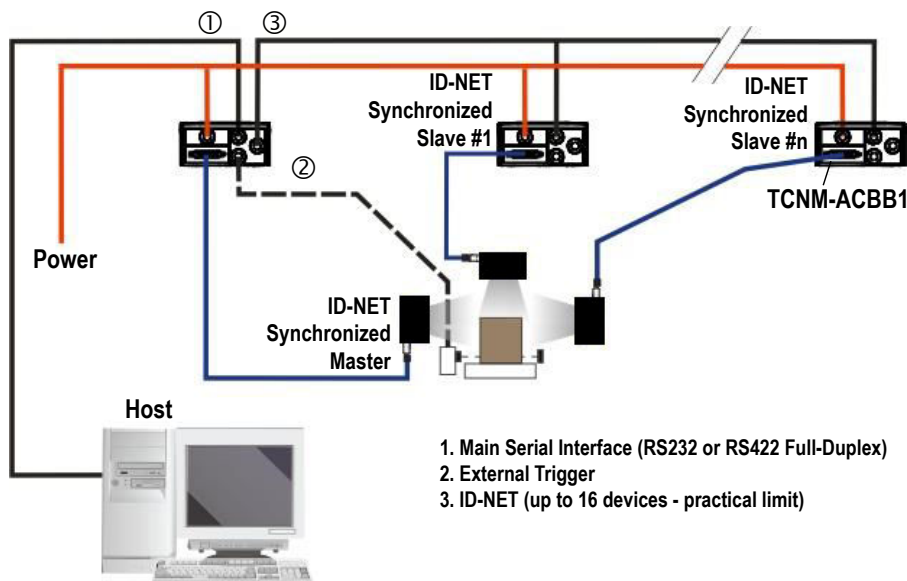 ① ③
ID-NET
Synchronized
Slave #1
ID-NET
Synchronized
Slave #n
②
TCNM-ACBB1
Power
ID-NET
Synchronized
Master
Host
1. Main Serial Interface (RS232 or RS422 Full-Duplex)
2. External Trigger
3. ID-NET (up to 16 devices - practical limit)